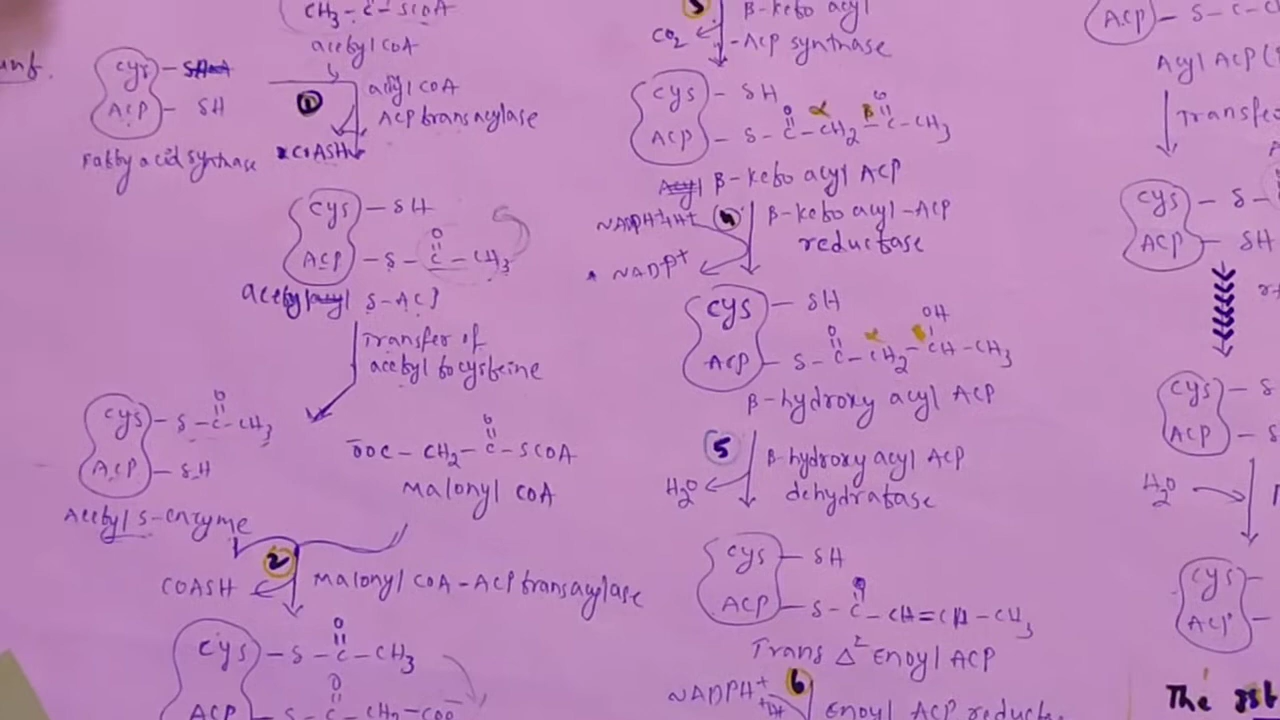 CH3 - C - SCOA
acetyl COA
Cys - SH
ACP - SH
Fatty acid synthase
1
acyl COA
ACP transacylase
COASH
Cys - SH
O
ACP - S - C - CH3
S-AC]
Transfer of
acetyl to cysteine
O
Cys - S - C - CH3
ACP - SH
Acetyl S-enzyme
O
OOC - CH2 - C - SCOA
malonyl COA
2
COASH
malonyl COA - ACP transacylase
O
Cys - S - C - CH3
O
ACP - S - C - CH2 - COO-
3
β-keto acyl
CO2
-ACP synthase
Cys - SH
O α β O
ACP - S - C - CH2 - C - CH3
β-keto acyl ACP
NADPH+H+
4
β-keto acyl-ACP
reductase
NADP+
Cys - SH
O α β OH
ACP - S - C - CH2 - CH - CH3
β-hydroxy acyl ACP
5
β-hydroxy acyl ACP
H2O
dehydratase
Cys - SH
O
ACP - S - C - CH=CH - CH3
Trans Δ2 Enoyl ACP
NADPH+
+H+
6
Enoyl ACP
ACP - S - C - C
Acyl ACP (
Transfe
Cys - S -
ACP - SH
Cys - S
ACP - S
H2O
Cys -
ACP -
The